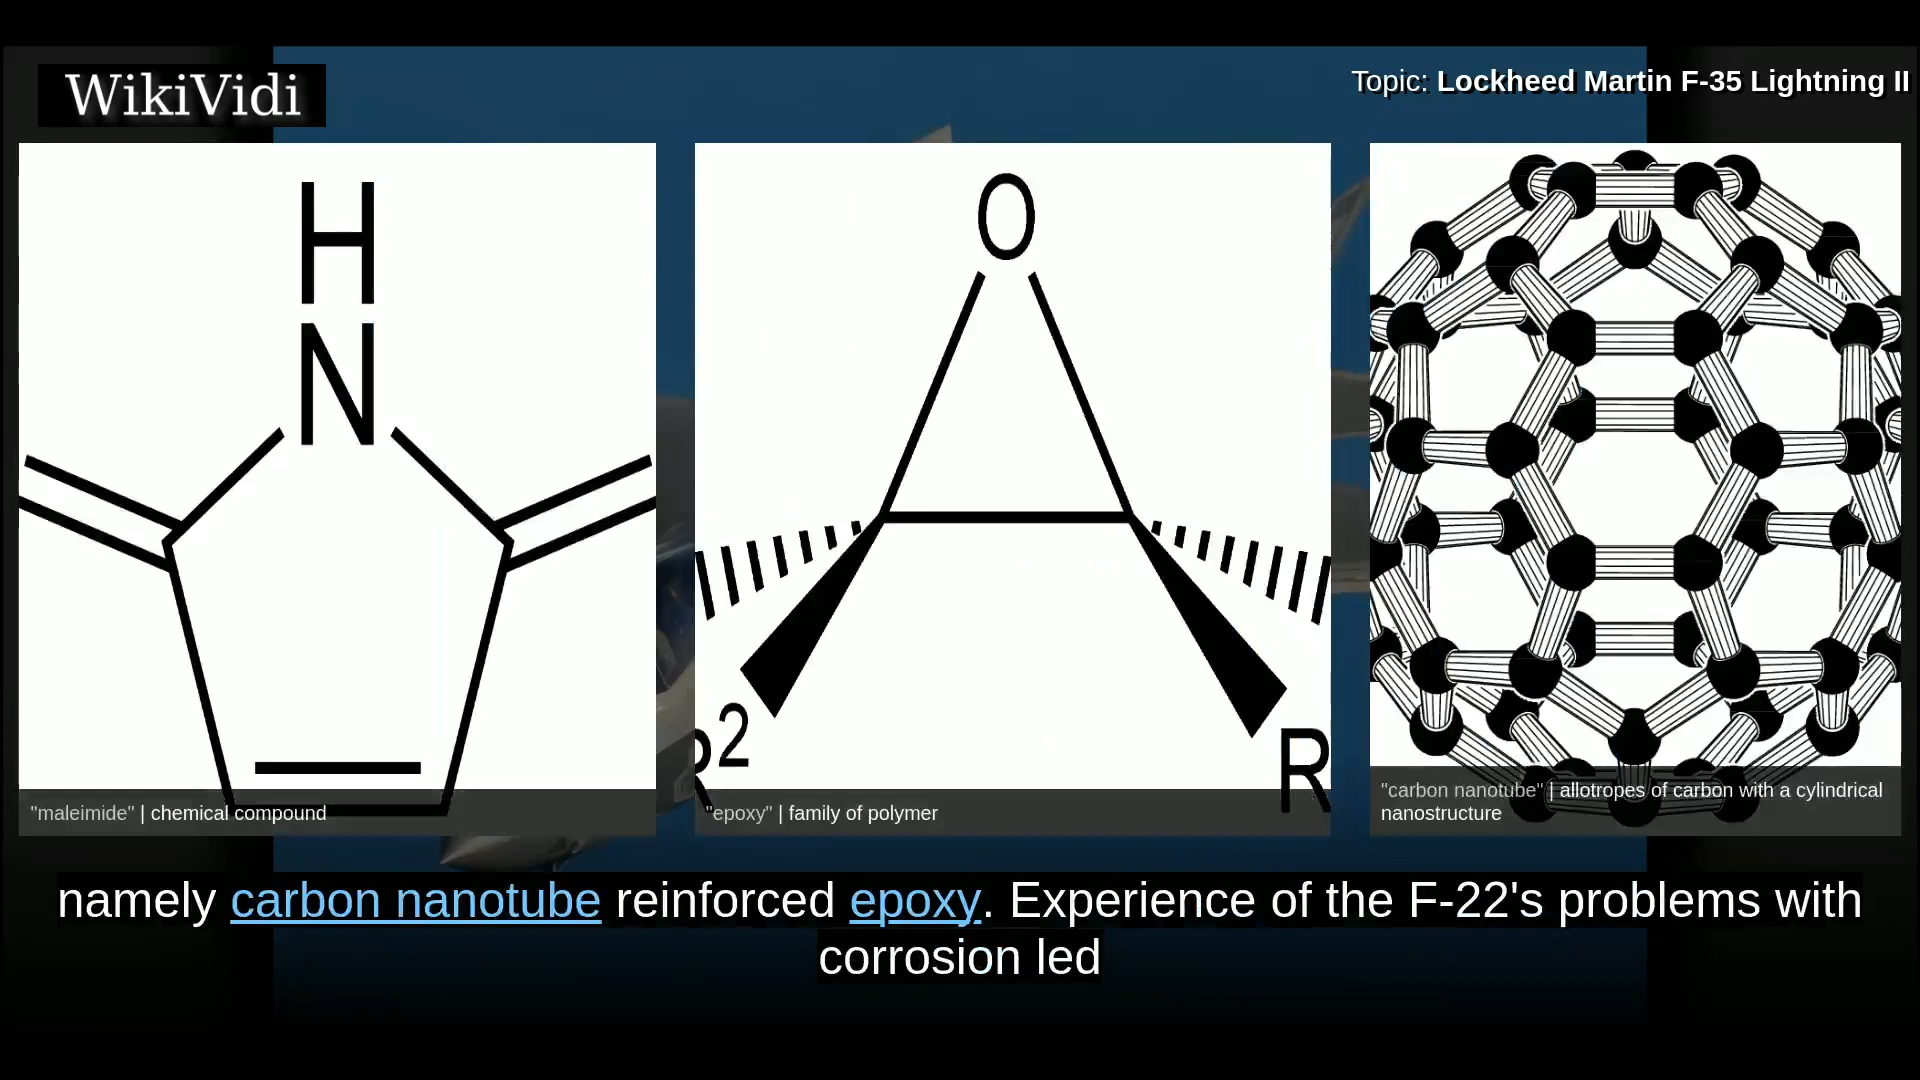 WikiVidi
Topic: Lockheed Martin F-35 Lightning II
H
N
O
R2
R
"maleimide" | chemical compound
"epoxy" | family of polymer
"carbon nanotube" | allotropes of carbon with a cylindrical
nanostructure
namely carbon nanotube reinforced epoxy. Experience of the F-22's problems with
corrosion led